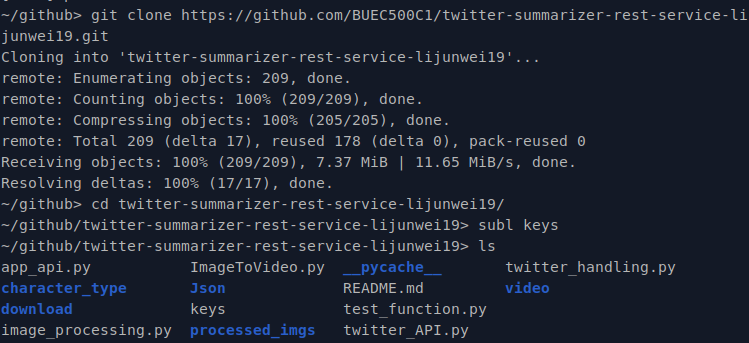 ~/github> git clone https://github.com/BUEC500C1/twitter-summarizer-rest-service-li
junwei19.git
Cloning into 'twitter-summarizer-rest-service-lijunwei19'...
remote: Enumerating objects: 209, done.
remote: Counting objects: 100% (209/209), done.
remote: Compressing objects: 100% (205/205), done.
remote: Total 209 (delta 17), reused 178 (delta 0), pack-reused 0
Receiving objects: 100% (209/209), 7.37 MiB | 11.65 MiB/s, done.
Resolving deltas: 100% (17/17), done.
~/github> cd twitter-summarizer-rest-service-lijunwei19/
~/github/twitter-summarizer-rest-service-lijunwei19> subl keys
~/github/twitter-summarizer-rest-service-lijunwei19> ls
app_api.py ImageToVideo.py __pycache__ twitter_handling.py
character_type Json README.md video
download keys test_function.py
image_processing.py processed_imgs twitter_API.py